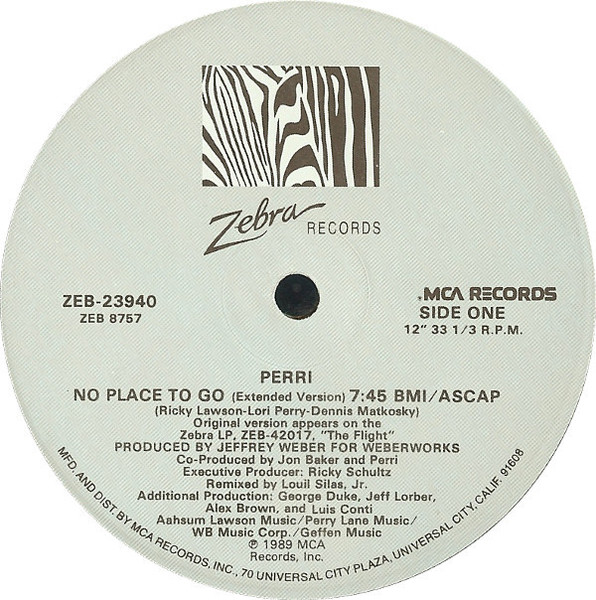 Zebra RECORDS
ZEB-23940
ZEB 8757
MCA RECORDS
SIDE ONE
12" 33 1/3 R.P.M.
PERRI
NO PLACE TO GO (Extended Version) 7:45 BMI/ASCAP
(Ricky Lawson-Lori Perry-Dennis Matkosky)
Original version appears on the
Zebra LP, ZEB-42017, "The Flight"
PRODUCED BY JEFFREY WEBER FOR WEBERWORKS
Co-Produced by Jon Baker and Perri
Executive Producer: Ricky Schultz
Remixed by Louil Silas, Jr.
Additional Production: George Duke, Jeff Lorber,
Alex Brown, and Luis Conti
Aahsum Lawson Music/Perry Lane Music/
WB Music Corp./Geffen Music
℗ 1989 MCA
Records, Inc.
MFD. AND DIST. BY MCA RECORDS, INC., 70 UNIVERSAL CITY PLAZA, UNIVERSAL CITY, CALIF. 91608